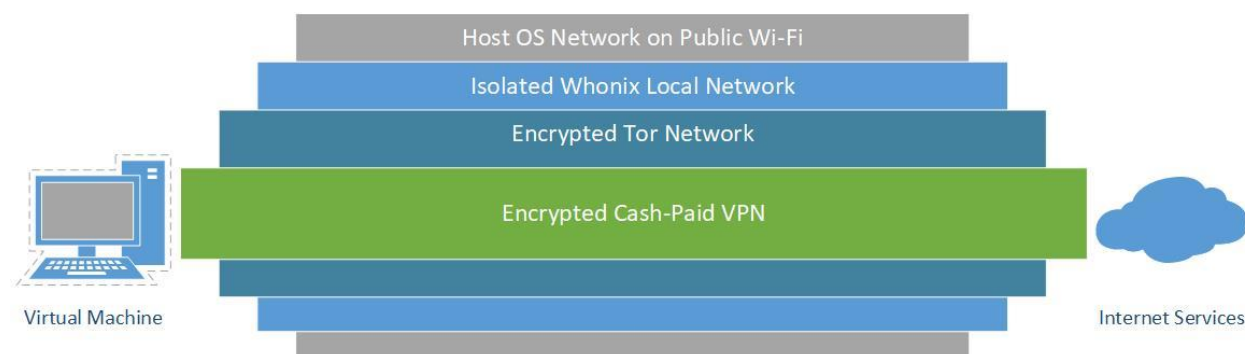 Host OS Network on Public Wi-Fi
Isolated Whonix Local Network
Encrypted Tor Network
Encrypted Cash-Paid VPN
Virtual Machine
Internet Services